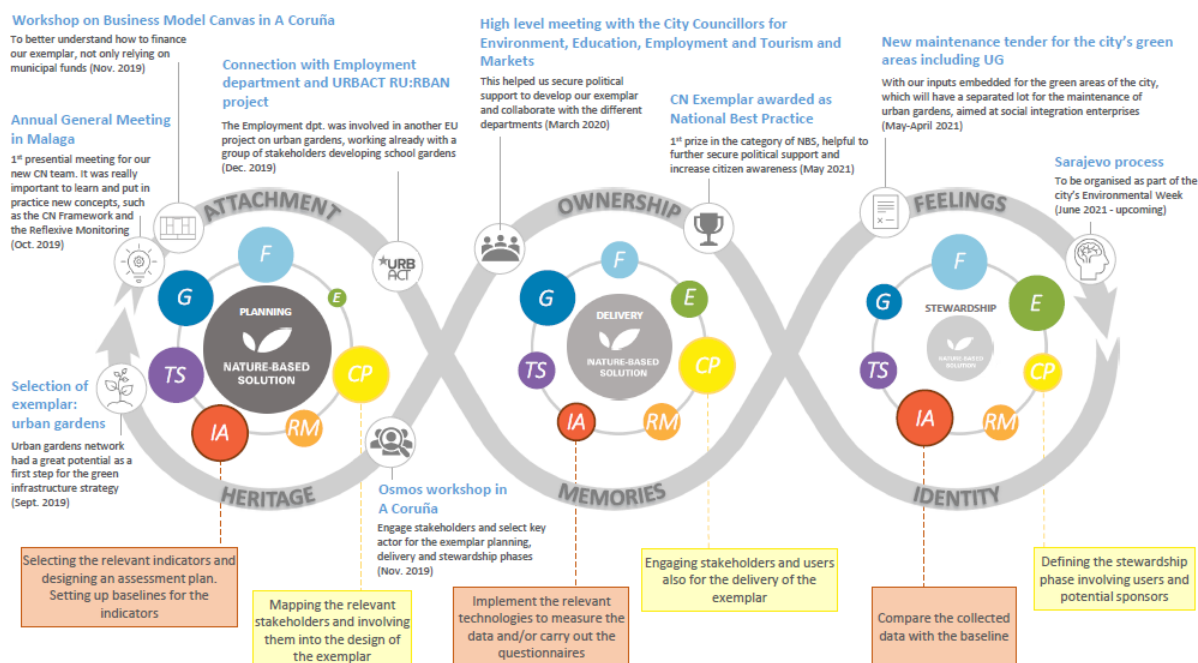 Workshop on Business Model Canvas in A Coruña
To better understand how to finance
our exemplar, not only relying on
municipal funds (Nov. 2019)
Annual General Meeting
in Malaga
1st presential meeting for our
new CN team. It was really
important to learn and put in
practice new concepts, such
as the CN Framework and
the Reflexive Monitoring
(Oct. 2019)
Connection with Employment
department and URBACT RU:RBAN
project
The Employment dpt. was involved in another EU
project on urban gardens, working already with a
group of stakeholders developing school gardens
(Dec. 2019)
High level meeting with the City Councillors for
Environment, Education, Employment and Tourism and
Markets
This helped us secure political
support to develop our exemplar
and collaborate with the different
departments (March 2020)
CN Exemplar awarded as
National Best Practice
1st prize in the category of NBS, helpful to
further secure political support and
increase citizen awareness (May 2021)
New maintenance tender for the city's green
areas including UG
With our inputs embedded for the green areas of the city,
which will have a separated lot for the maintenance of
urban gardens, aimed at social integration enterprises
(May-April 2021)
Sarajevo process
To be organised as part of the
city's Environmental Week
(June 2021 - upcoming)
ATTACHMENT
OWNERSHIP
FEELINGS
URB
ACT
F
G
E
TS
CP
IA
RM
PLANNING
NATURE-BASED
SOLUTION
F
G
E
TS
CP
IA
RM
DELIVERY
NATURE-BASED
SOLUTION
F
G
E
TS
CP
IA
RM
STEWARDSHIP
NATURE-BASED
SOLUTION
HERITAGE
MEMORIES
IDENTITY
Selection of
exemplar:
urban gardens
Urban gardens network
had a great potential as a
first step for the green
infrastructure strategy
(Sept. 2019)
Osmos workshop in
A Coruña
Engage stakeholders and select key
actor for the exemplar planning,
delivery and stewardship phases
(Nov. 2019)
Selecting the relevant indicators and
designing an assessment plan.
Setting up baselines for the
indicators
Mapping the relevant
stakeholders and involving
them into the design of
the exemplar
Implement the relevant
technologies to measure the
data and/or carry out the
questionnaires
Engaging stakeholders and users
also for the delivery of the
exemplar
Compare the collected
data with the baseline
Defining the stewardship
phase involving users and
potential sponsors